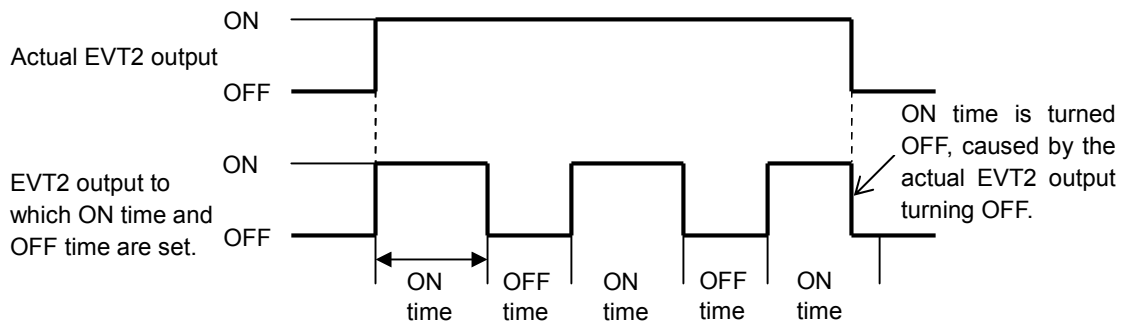 ON
Actual EVT2 output
OFF
ON time is turned
OFF, caused by the
actual EVT2 output
turning OFF.
ON
EVT2 output to
which ON time and
OFF time are set.
OFF
ON
time
OFF
time
ON
time
OFF
time
ON
time